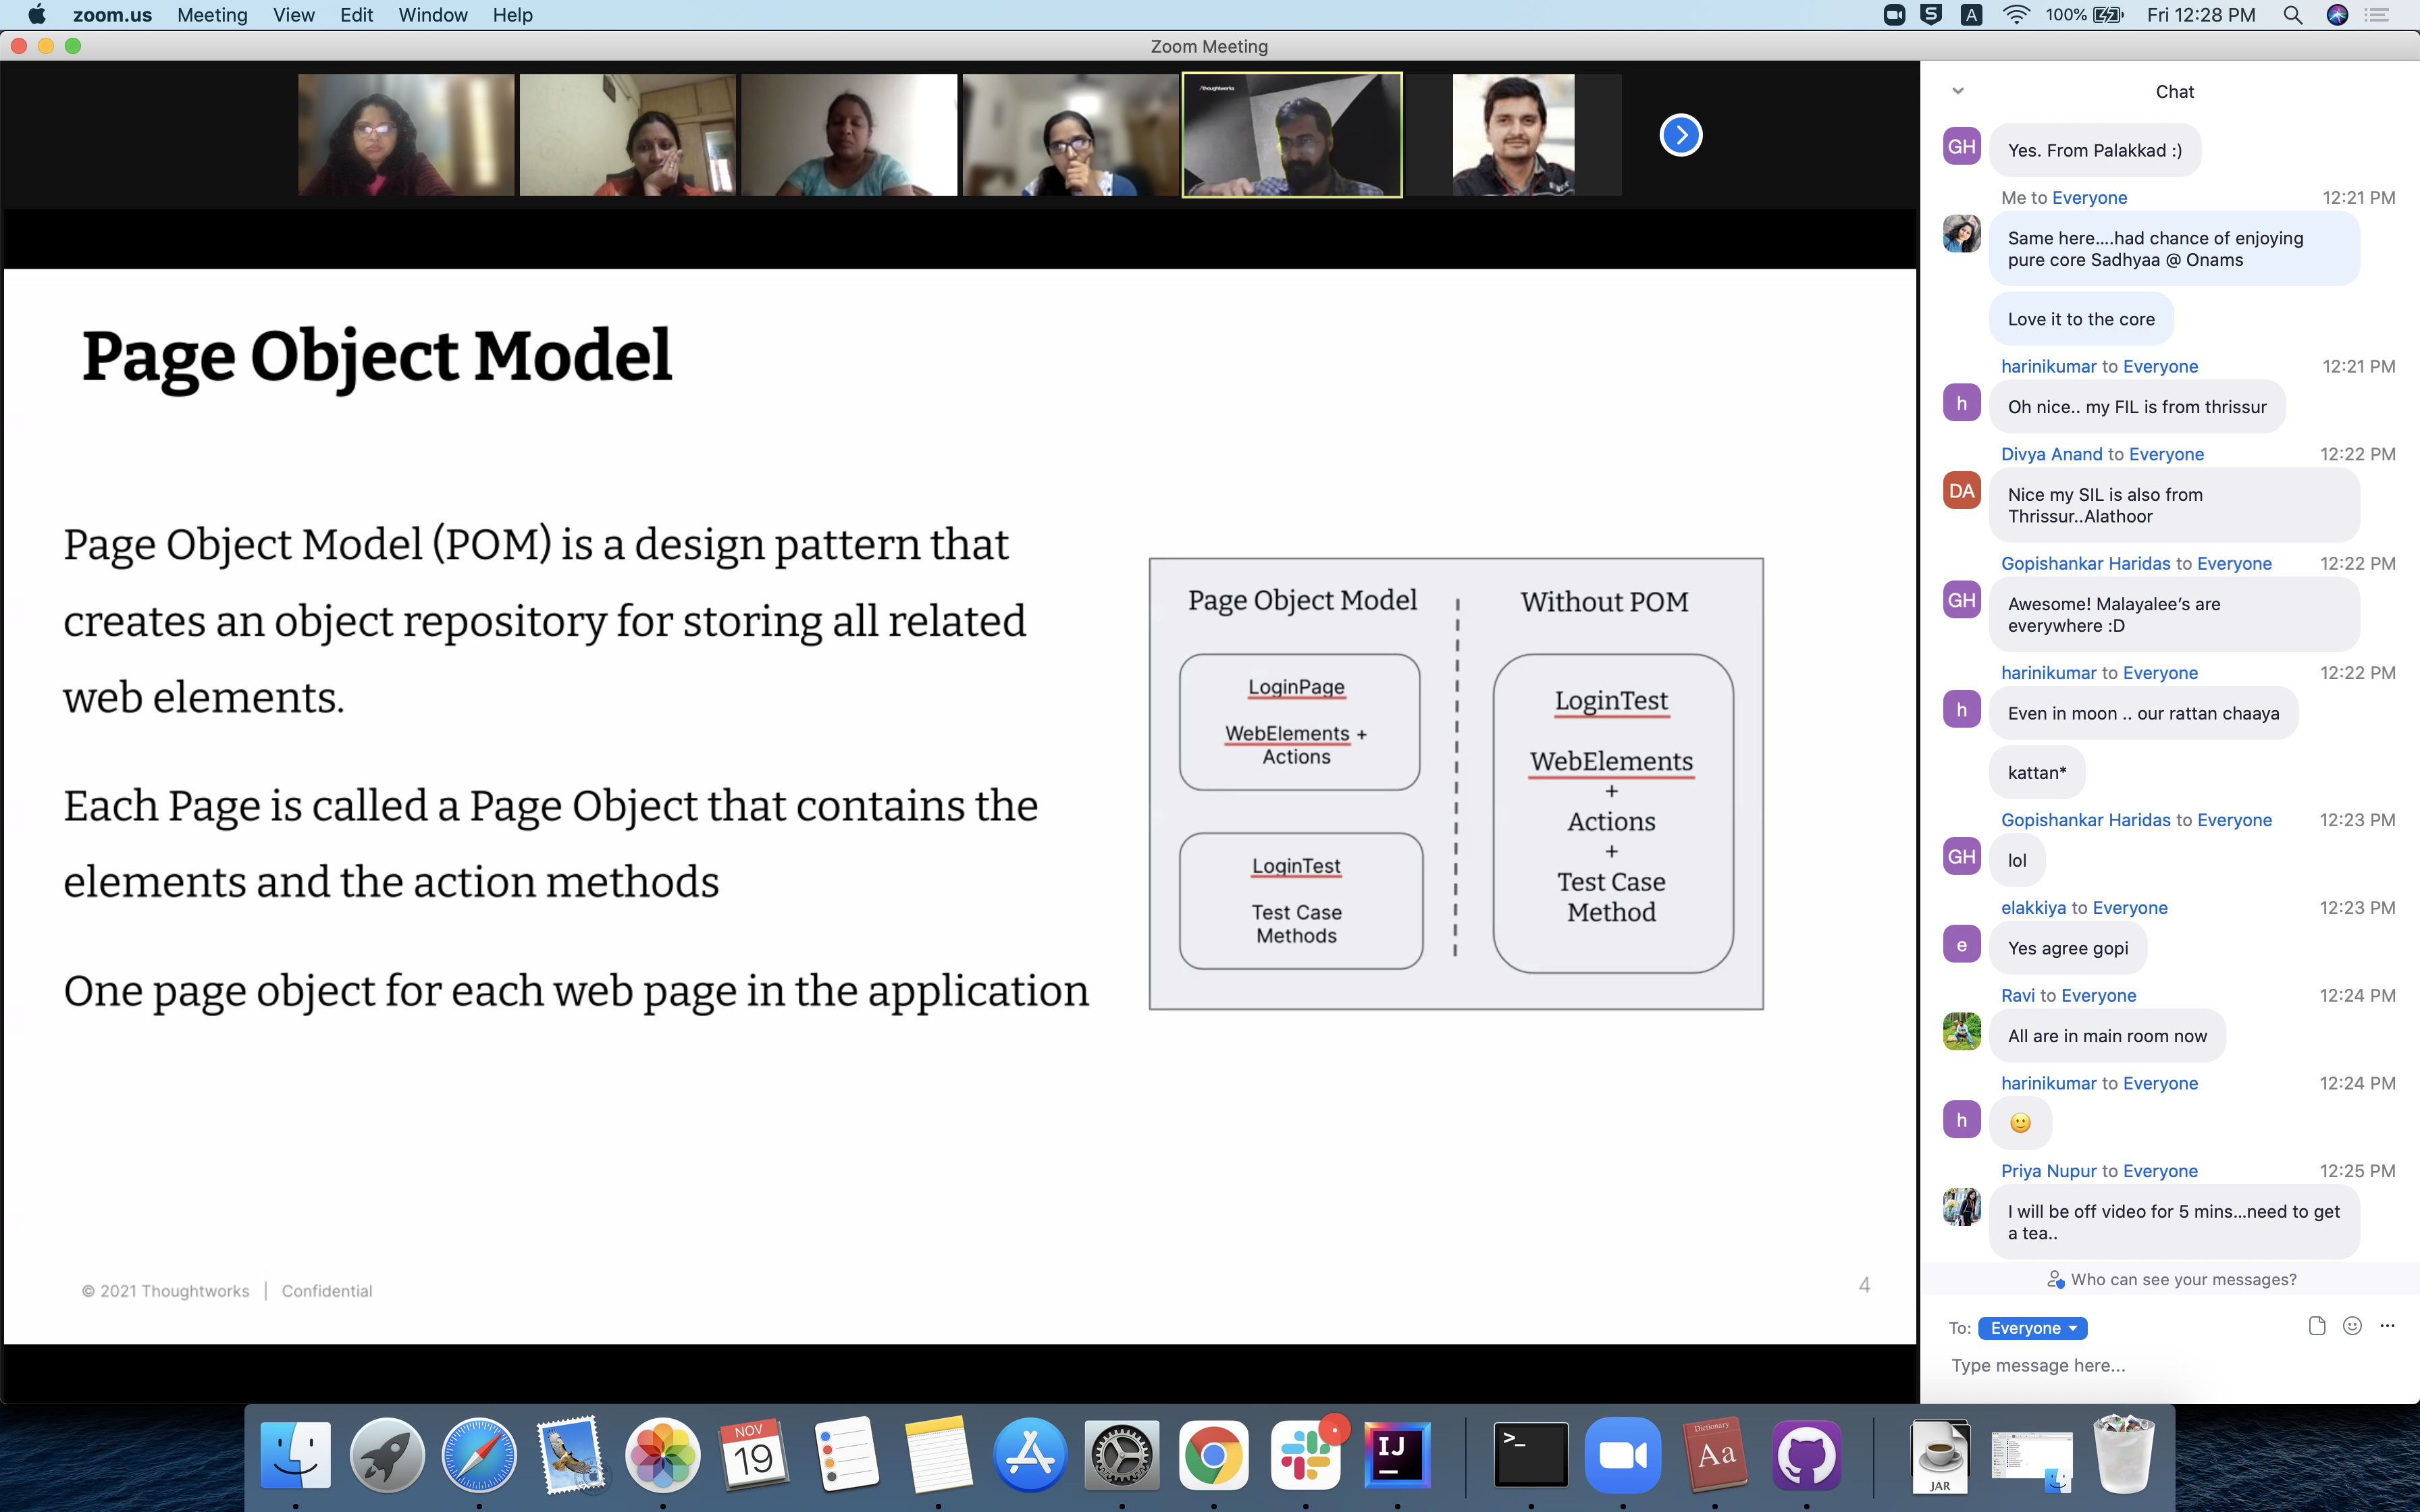 zoom.us Meeting View Edit Window Help
S A 100% Fri 12:28 PM
Zoom Meeting
/thoughtworks
Page Object Model
Page Object Model (POM) is a design pattern that
creates an object repository for storing all related
web elements.
Each Page is called a Page Object that contains the
elements and the action methods
One page object for each web page in the application
Page Object Model
LoginPage
WebElements +
Actions
LoginTest
Test Case
Methods
Without POM
LoginTest
WebElements
+
Actions
+
Test Case
Method
© 2021 Thoughtworks | Confidential
4
Chat
GH
Yes. From Palakkad :)
Me to Everyone 12:21 PM
Same here....had chance of enjoying
pure core Sadhyaa @ Onams
Love it to the core
harinikumar to Everyone 12:21 PM
h
Oh nice.. my FIL is from thrissur
Divya Anand to Everyone 12:22 PM
DA
Nice my SIL is also from
Thrissur..Alathoor
Gopishankar Haridas to Everyone 12:22 PM
GH
Awesome! Malayalee’s are
everywhere :D
harinikumar to Everyone 12:22 PM
h
Even in moon .. our rattan chaaya
kattan*
Gopishankar Haridas to Everyone 12:23 PM
GH
lol
elakkiya to Everyone 12:23 PM
e
Yes agree gopi
Ravi to Everyone 12:24 PM
All are in main room now
harinikumar to Everyone 12:24 PM
h
🙂
Priya Nupur to Everyone 12:25 PM
I will be off video for 5 mins...need to get
a tea..
Who can see your messages?
To: Everyone
Type message here...
NOV
19
IJ
>_
Dictionary
Aa
JAR